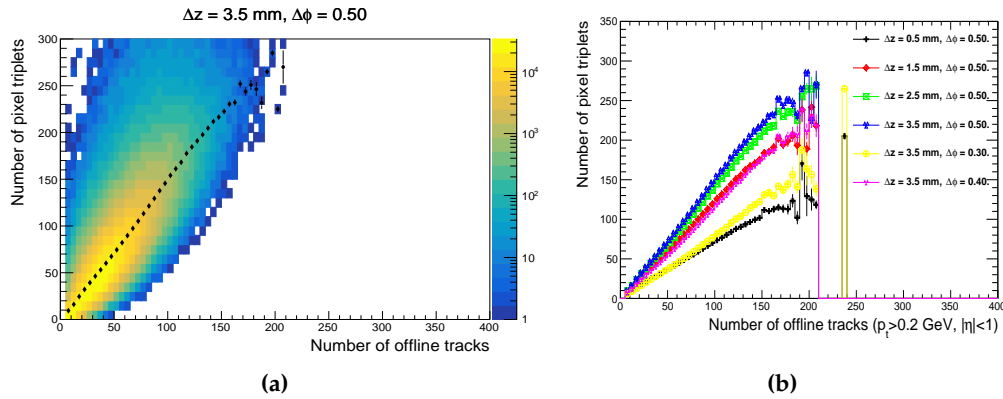 Δz = 3.5 mm, Δϕ = 0.50
Number of pixel triplets
300
250
200
150
100
50
0
0 50 100 150 200 250 300 350 400
Number of offline tracks
10⁴
10³
10²
10
1
(a)
Number of pixel triplets
350
300
250
200
150
100
50
0
0 50 100 150 200 250 300 350 400
Number of offline tracks (pₜ>0.2 GeV, |η|<1)
Δz = 0.5 mm, Δϕ = 0.50.
Δz = 1.5 mm, Δϕ = 0.50.
Δz = 2.5 mm, Δϕ = 0.50.
Δz = 3.5 mm, Δϕ = 0.50.
Δz = 3.5 mm, Δϕ = 0.30.
Δz = 3.5 mm, Δϕ = 0.40.
(b)